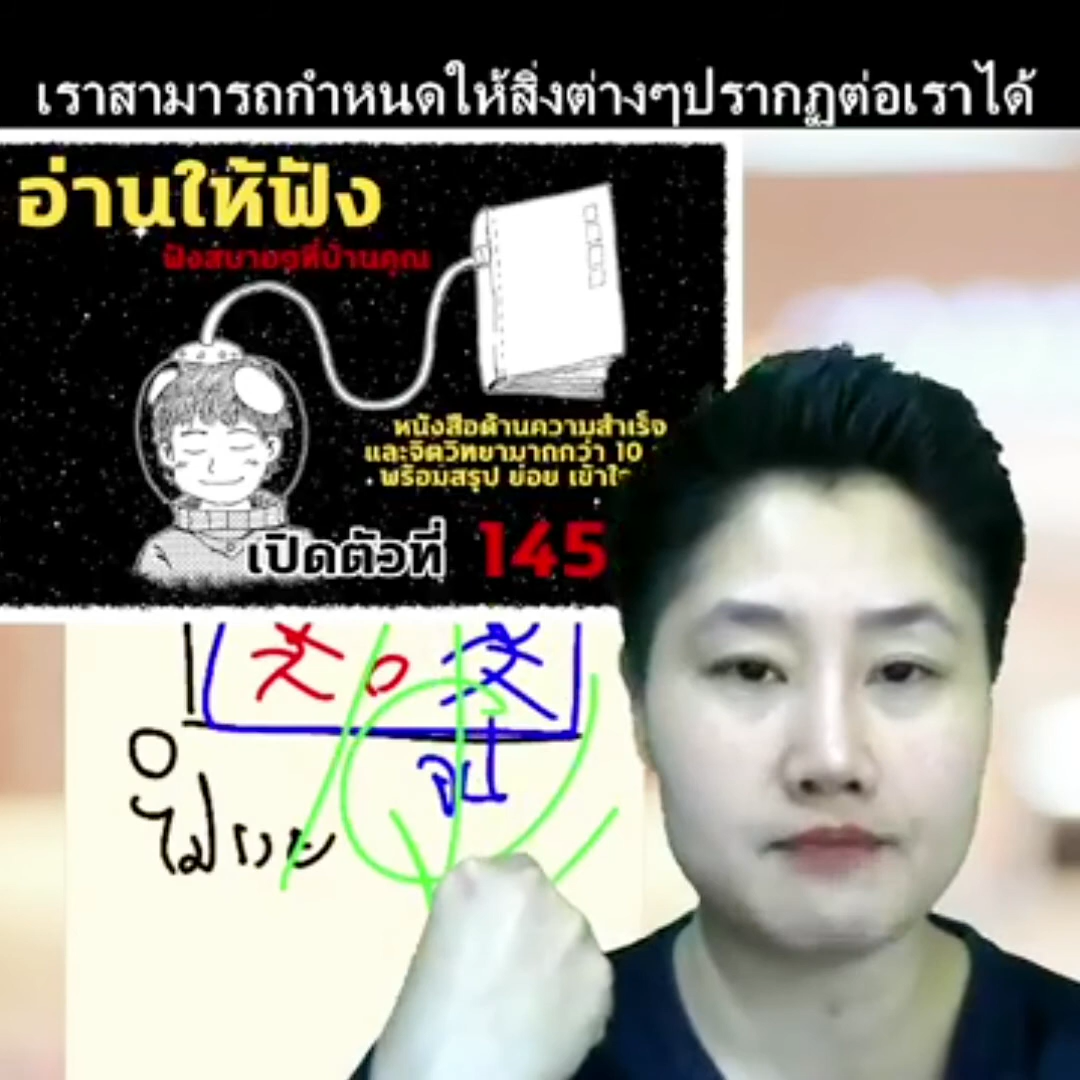 เราสามารถกำหนดให้สิ่งต่างๆปรากฏต่อเราได้
อ่านให้ฟัง
ฟังสบายๆที่บ้านคุณ
หนังสือด้านความสำเร็จ
และจิตวิทยามากกว่า 10
พร้อมสรุป ย่อย เข้าใจ
เปิดตัวที่ 145